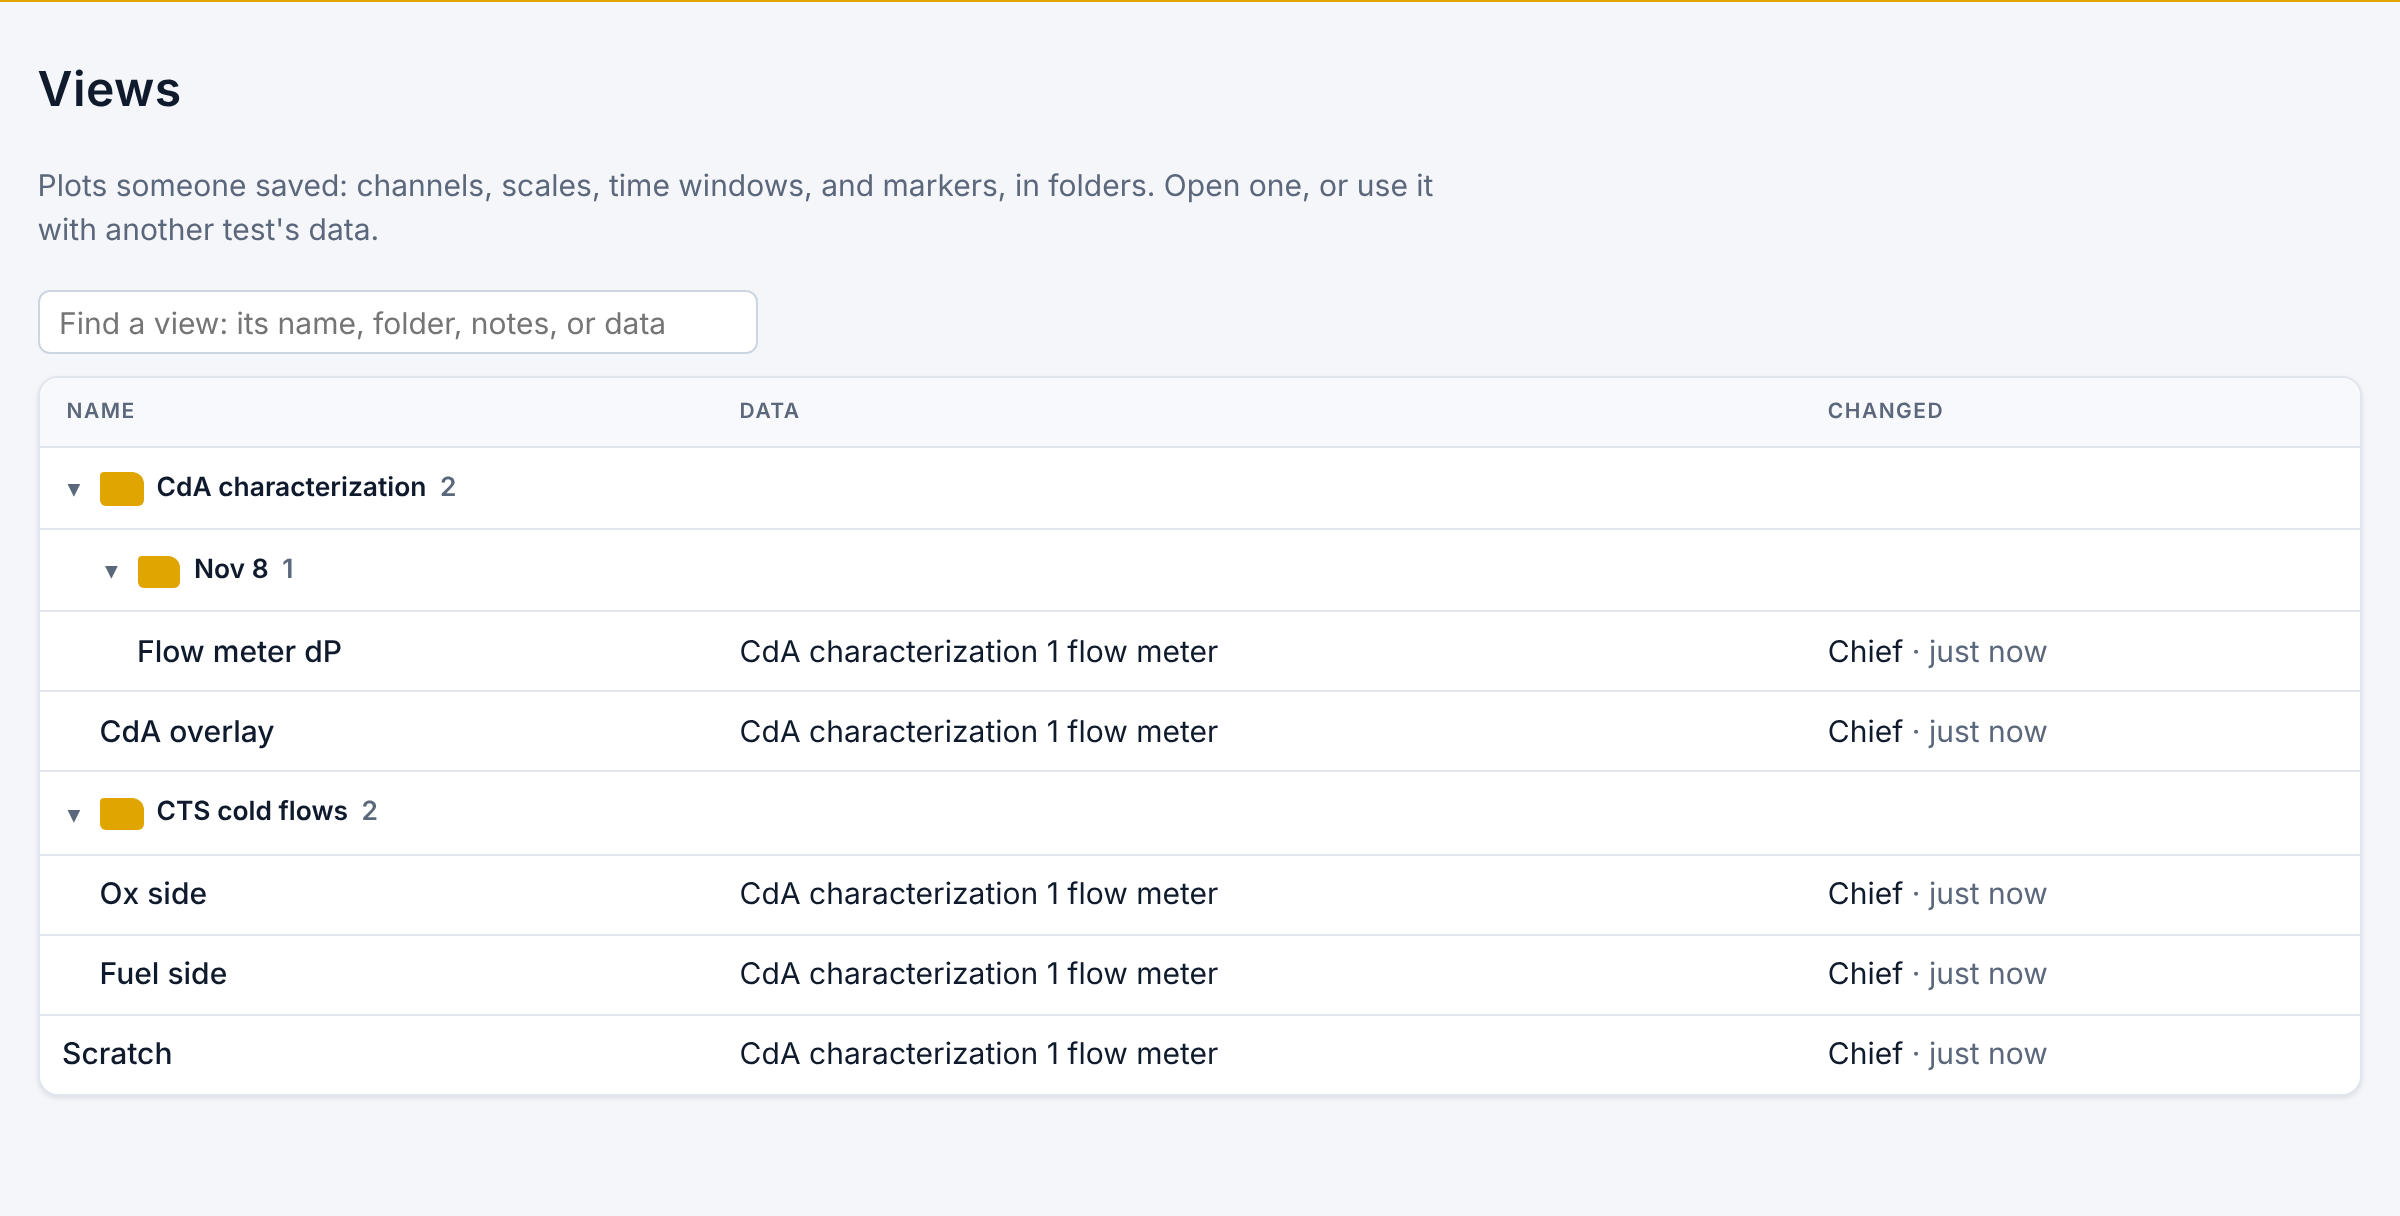 Views
Plots someone saved: channels, scales, time windows, and markers, in folders. Open one, or use it
with another test's data.
Find a view: its name, folder, notes, or data
NAME DATA CHANGED
▼ CdA characterization 2
▼ Nov 8 1
Flow meter dP CdA characterization 1 flow meter Chief · just now
CdA overlay CdA characterization 1 flow meter Chief · just now
▼ CTS cold flows 2
Ox side CdA characterization 1 flow meter Chief · just now
Fuel side CdA characterization 1 flow meter Chief · just now
Scratch CdA characterization 1 flow meter Chief · just now